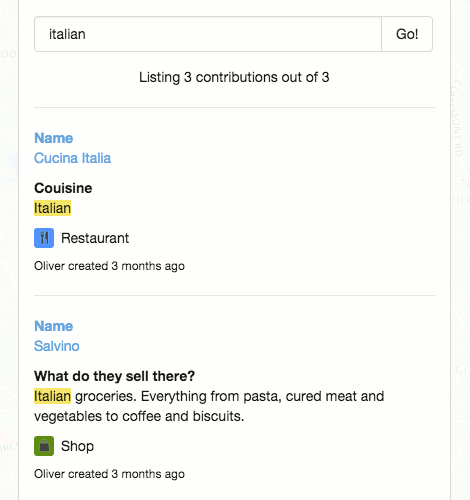 italian
Go!
Listing 3 contributions out of 3
Name
Cucina Italia
Couisine
Italian
Restaurant
Oliver created 3 months ago
Name
Salvino
What do they sell there?
Italian groceries. Everything from pasta, cured meat and
vegetables to coffee and biscuits.
Shop
Oliver created 3 months ago